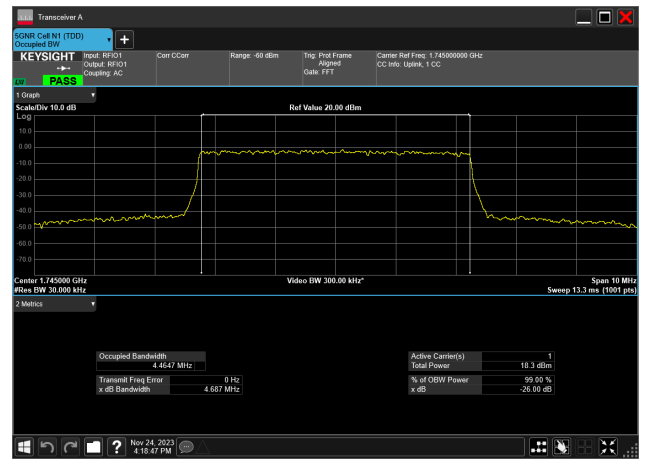 Transceiver A
5GNR Cell N1 (TDD)
Occupied BW
KEYSIGHT
LW
PASS
Input: RFIO1
Output: RFIO1
Coupling: AC
Corr CCorr
Range: -60 dBm
Trig: Prot Frame
Aligned
Gate: FFT
Carrier Ref Freq: 1.745000000 GHz
CC Info: Uplink, 1 CC
1 Graph
Scale/Div 10.0 dB
Ref Value 20.00 dBm
Log
10.0
0.00
-10.0
-20.0
-30.0
-40.0
-50.0
-60.0
-70.0
Center 1.745000 GHz
Video BW 300.00 kHz*
Span 10 MHz
#Res BW 30.000 kHz
Sweep 13.3 ms (1001 pts)
2 Metrics
Occupied Bandwidth
4.4647 MHz
Transmit Freq Error 0 Hz
x dB Bandwidth 4.687 MHz
Active Carrier(s) 1
Total Power 18.3 dBm
% of OBW Power 99.00 %
x dB -26.00 dB
Nov 24, 2023
4:18:47 PM